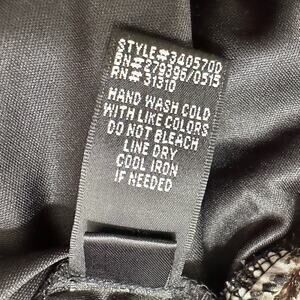 STYLE#340570D
BN#279396/0515
RN# 31310
HAND WASH COLD
WITH LIKE COLORS
DO NOT BLEACH
LINE DRY
COOL IRON
IF NEEDED